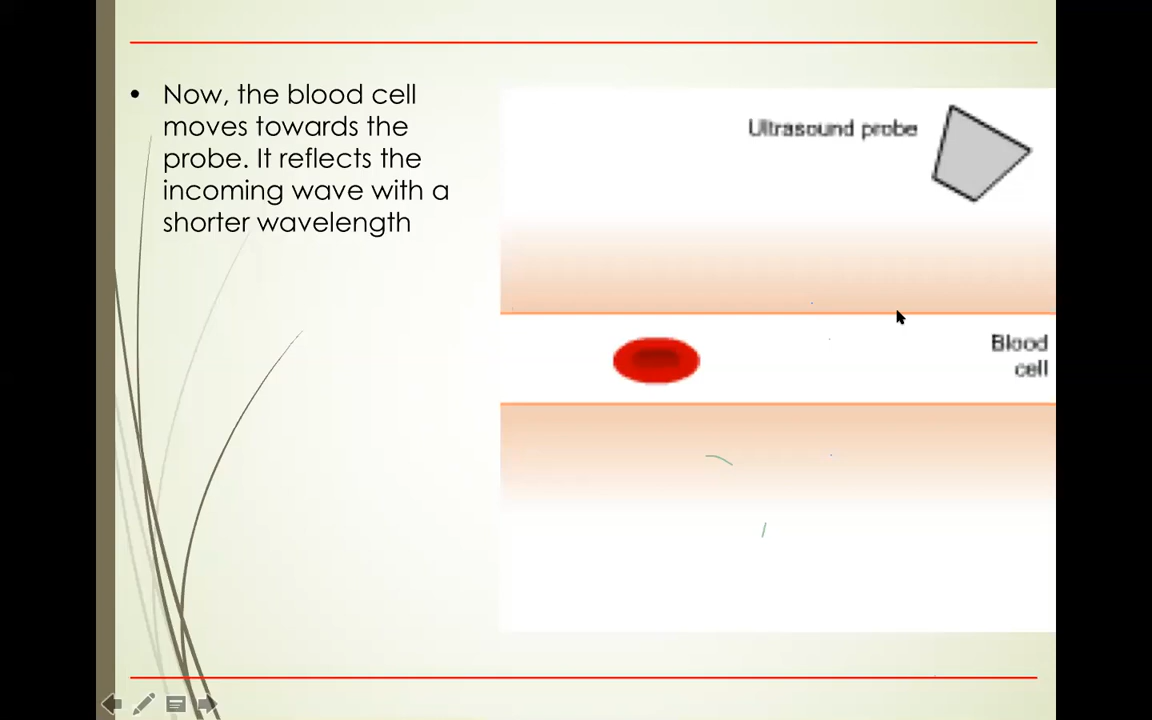 • Now, the blood cell
moves towards the
probe. It reflects the
incoming wave with a
shorter wavelength
Ultrasound probe
Blood
cell